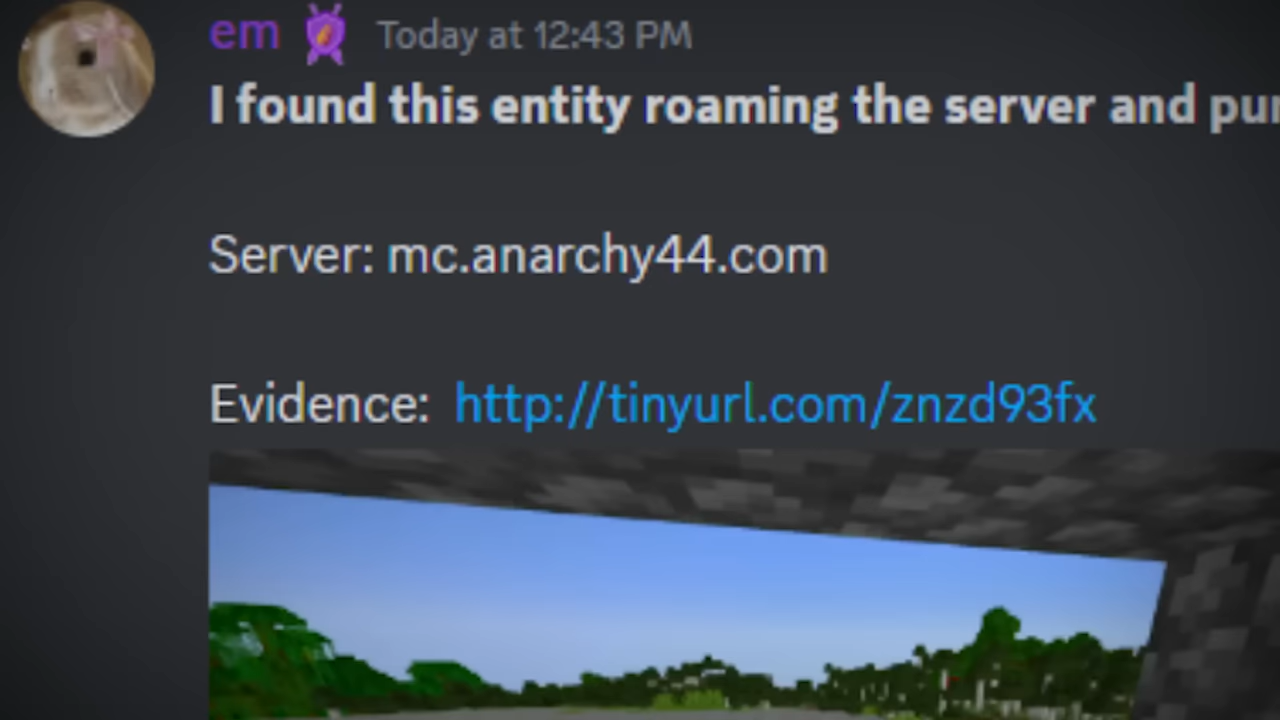 em Today at 12:43 PM
I found this entity roaming the server and
Server: mc.anarchy44.com
Evidence: http://tinyurl.com/znzd93fx